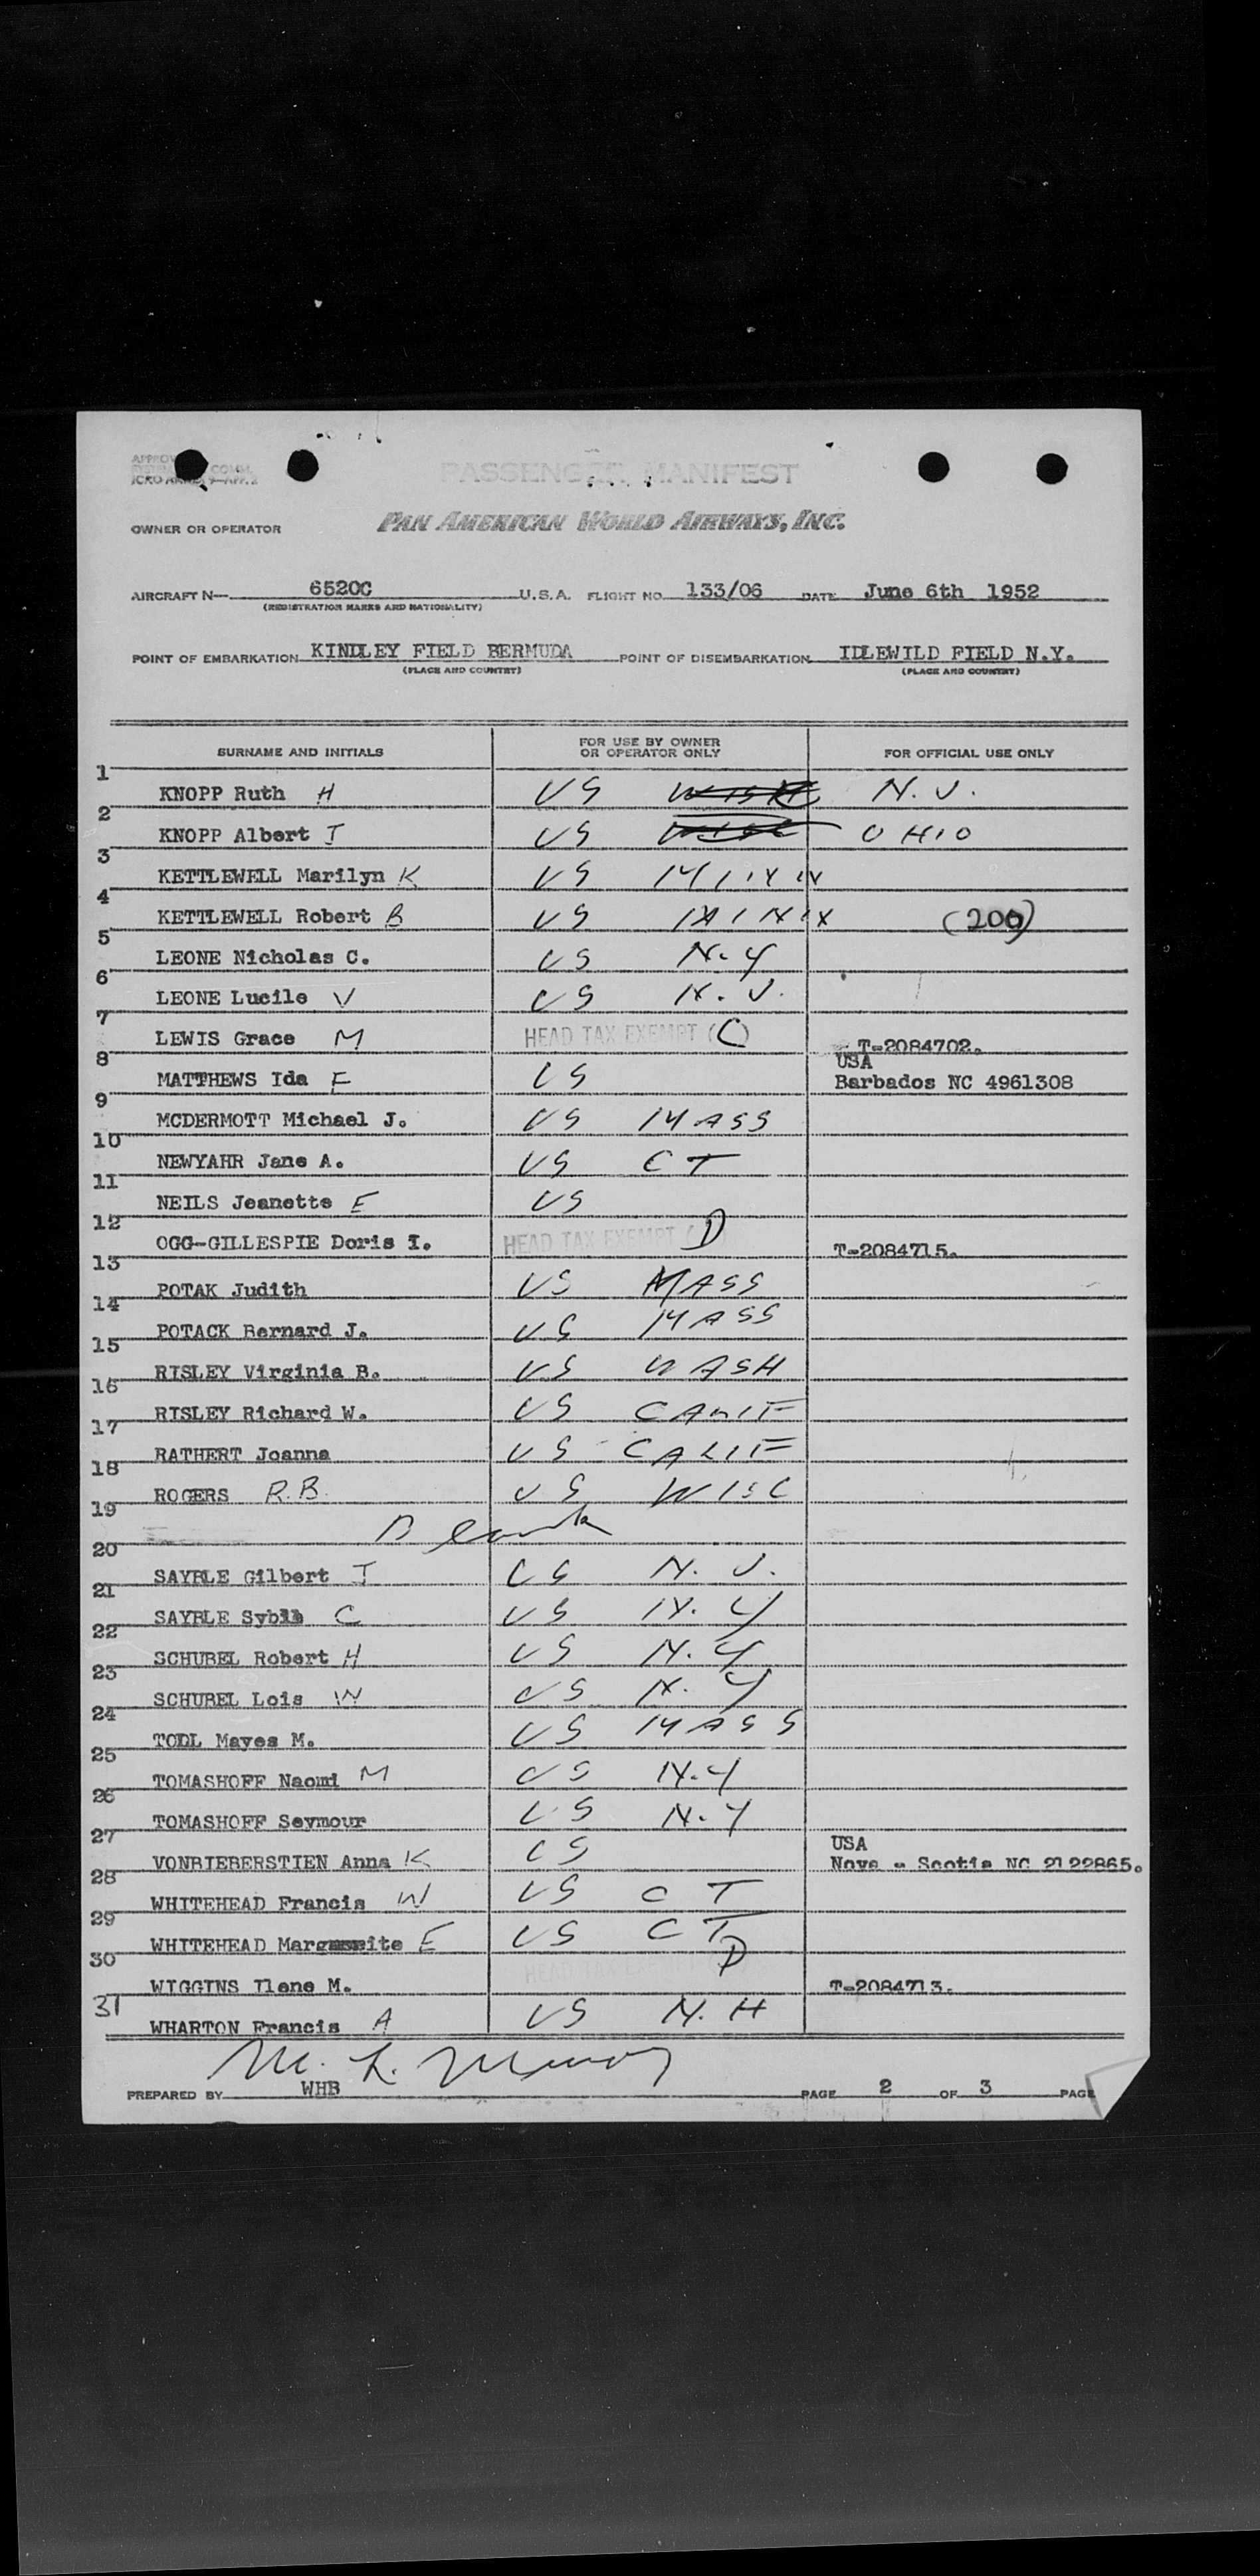 PASSENGER MANIFEST
OWNER OR OPERATOR PAN AMERICAN WORLD AIRWAYS, INC.
AIRCRAFT N— 6520C U.S.A. FLIGHT NO. 133/06 DATE June 6th 1952
(REGISTRATION MARKS AND NATIONALITY)
POINT OF EMBARKATION KINDLEY FIELD BERMUDA POINT OF DISEMBARKATION IDLEWILD FIELD N.Y.
(PLACE AND COUNTRY) (PLACE AND COUNTRY)
SURNAME AND INITIALS FOR USE BY OWNER OR OPERATOR ONLY FOR OFFICIAL USE ONLY
1 KNOPP Ruth H US N.J.
2 KNOPP Albert J US OHIO
3 KETTLEWELL Marilyn K US MINN
4 KETTLEWELL Robert B US MINN (206)
5 LEONE Nicholas C. US N.Y
6 LEONE Lucile V US N.J.
7 LEWIS Grace M HEAD TAX EXEMPT (C) T-2084702.
8 MATTHEWS Ida E US USA Barbados NC 4961308
9 MCDERMOTT Michael J. US MASS
10 NEWYAHR Jane A. US CT
11 NEILS Jeanette E US
12 OGG-GILLESPIE Doris I. HEAD TAX EXEMPT (D T-2084715.
13 POTAK Judith US MASS
14 POTACK Bernard J. US MASS
15 RISLEY Virginia B. US WASH
16 RISLEY Richard W. US CALIF
17 RATHERT Joanna US - CALIF
18 ROGERS R.B. US WISC
19
20 SAYBLE Gilbert J US N.J.
21 SAYBLE Sybil C US N.Y
22 SCHUBEL Robert H US N.Y
23 SCHUBEL Lois W US N.Y
24 TODL Mayes M. US MASS
25 TOMASHOFF Naomi M US N.Y
26 TOMASHOFF Seymour US N.Y
27 VONBIEBERSTIEN Anna K US USA Nova - Scotia NC 2122865.
28 WHITEHEAD Francis W US CT
29 WHITEHEAD Marguerite E US CT
30 WIGGINS Ilene M. HEAD TAX EXEMPT D T-2084713.
31 WHARTON Francis A US N.H
PREPARED BY WHB PAGE 2 OF 3 PAGE